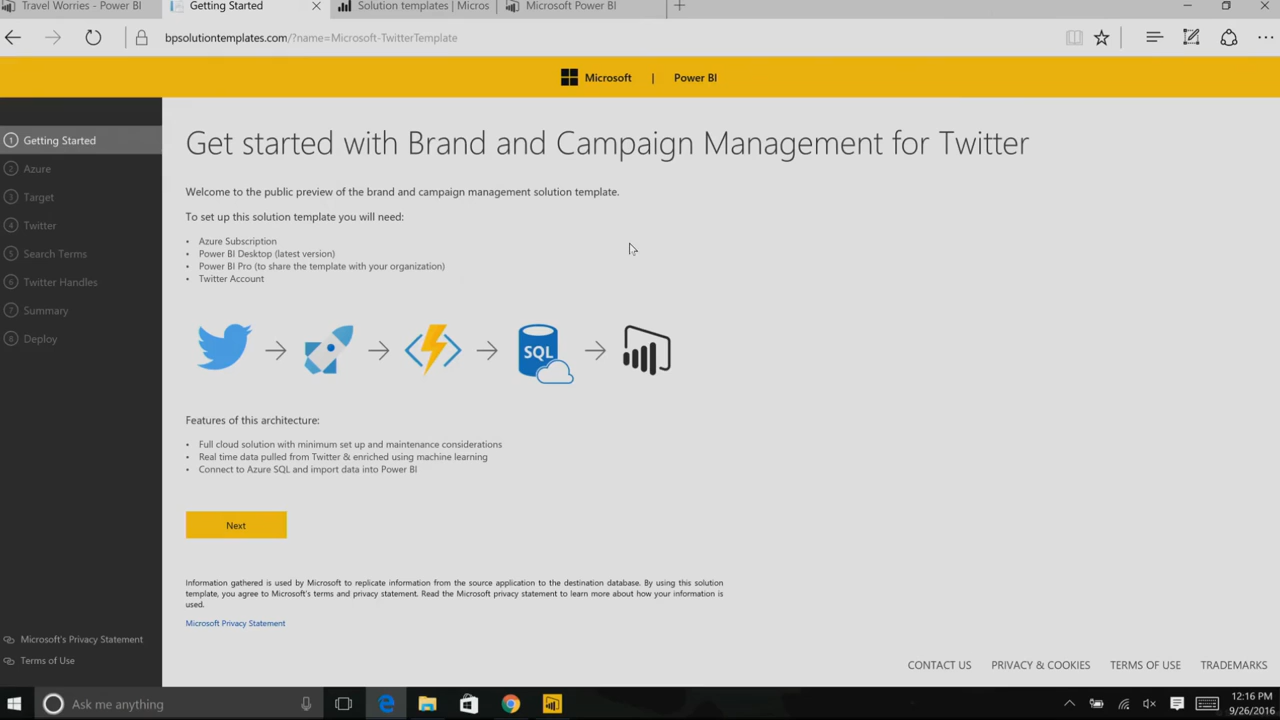 Travel Worries - Power BI
Getting Started
Solution templates | Micros
Microsoft Power BI
bpsolutiontemplates.com/?name=Microsoft-TwitterTemplate
Microsoft | Power BI
1 Getting Started
2 Azure
3 Target
4 Twitter
5 Search Terms
6 Twitter Handles
7 Summary
8 Deploy
Microsoft's Privacy Statement
Terms of Use
Get started with Brand and Campaign Management for Twitter
Welcome to the public preview of the brand and campaign management solution template.
To set up this solution template you will need:
• Azure Subscription
• Power BI Desktop (latest version)
• Power BI Pro (to share the template with your organization)
• Twitter Account
SQL
Features of this architecture:
• Full cloud solution with minimum set up and maintenance considerations
• Real time data pulled from Twitter & enriched using machine learning
• Connect to Azure SQL and import data into Power BI
Next
Information gathered is used by Microsoft to replicate information from the source application to the destination database. By using this solution
template, you agree to Microsoft's terms and privacy statement. Read the Microsoft privacy statement to learn more about how your information is
used.
Microsoft Privacy Statement
CONTACT US PRIVACY & COOKIES TERMS OF USE TRADEMARKS
Ask me anything
12:16 PM
9/26/2016